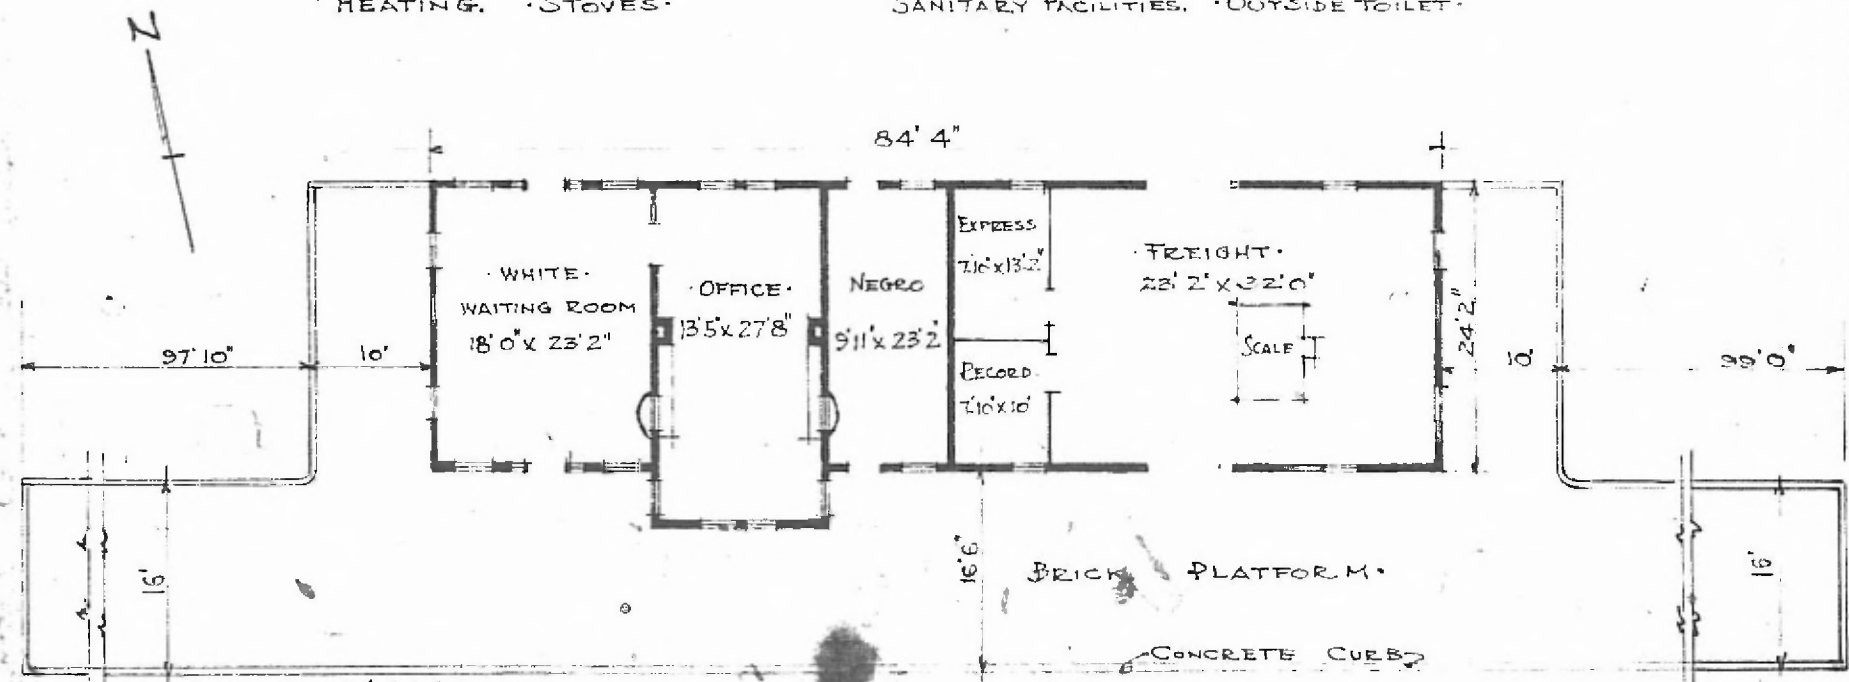 HEATING. · STOVES ·
SANITARY FACILITIES. · OUTSIDE TOILET ·
N
84' 4"
· WHITE ·
WAITING ROOM
18' 0" X 23' 2"
· OFFICE ·
13'5" x 27'8"
NEGRO
9'11" x 23'2"
EXPRESS
7'10" x 13'2"
RECORD
7'10" x 10'
· FREIGHT ·
23' 2" x 32' 0"
SCALE
24' 2"
97' 10"
10'
10'
99' 0"
16'
16' 6"
BRICK PLATFORM.
16'
CONCRETE CURB